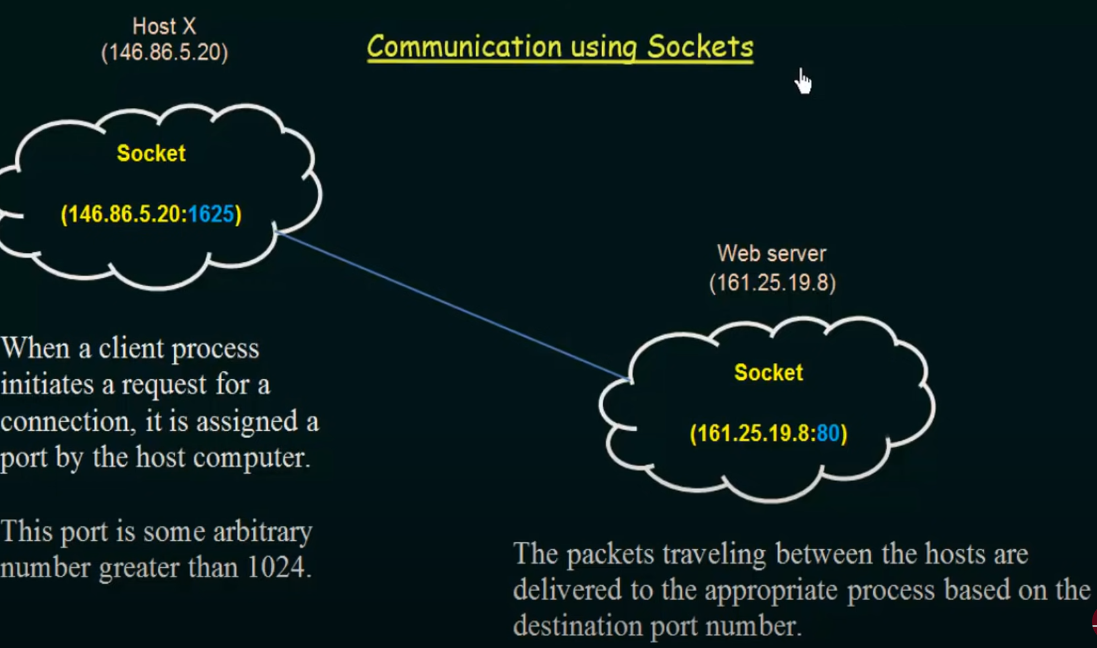 Host X
(146.86.5.20)
Communication using Sockets
Socket
(146.86.5.20:1625)
Web server
(161.25.19.8)
Socket
(161.25.19.8:80)
When a client process
initiates a request for a
connection, it is assigned a
port by the host computer.
This port is some arbitrary
number greater than 1024.
The packets traveling between the hosts are
delivered to the appropriate process based on the
destination port number.